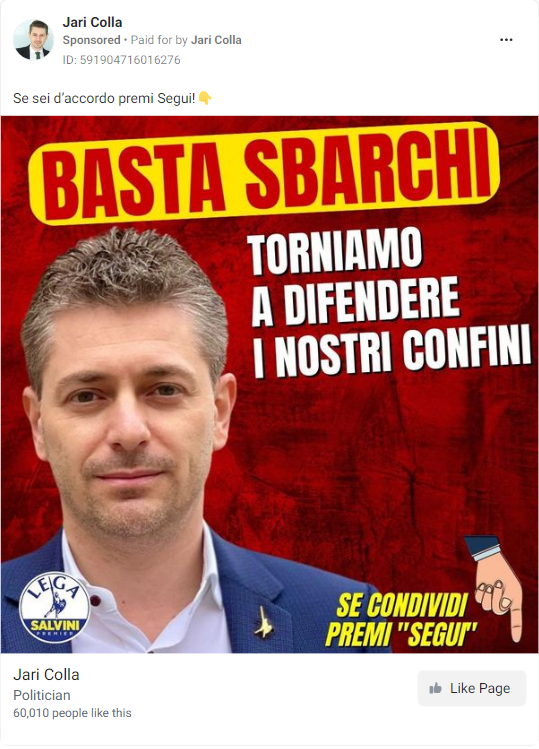 Jari Colla
Sponsored • Paid for by Jari Colla
ID: 591904716016276
Se sei d'accordo premi Segui!👇
BASTA SBARCHI
TORNIAMO
A DIFENDERE
I NOSTRI CONFINI
LEGA
SALVINI
PREMIER
SE CONDIVIDI
PREMI "SEGUI"
Jari Colla
Politician
60,010 people like this
Like Page